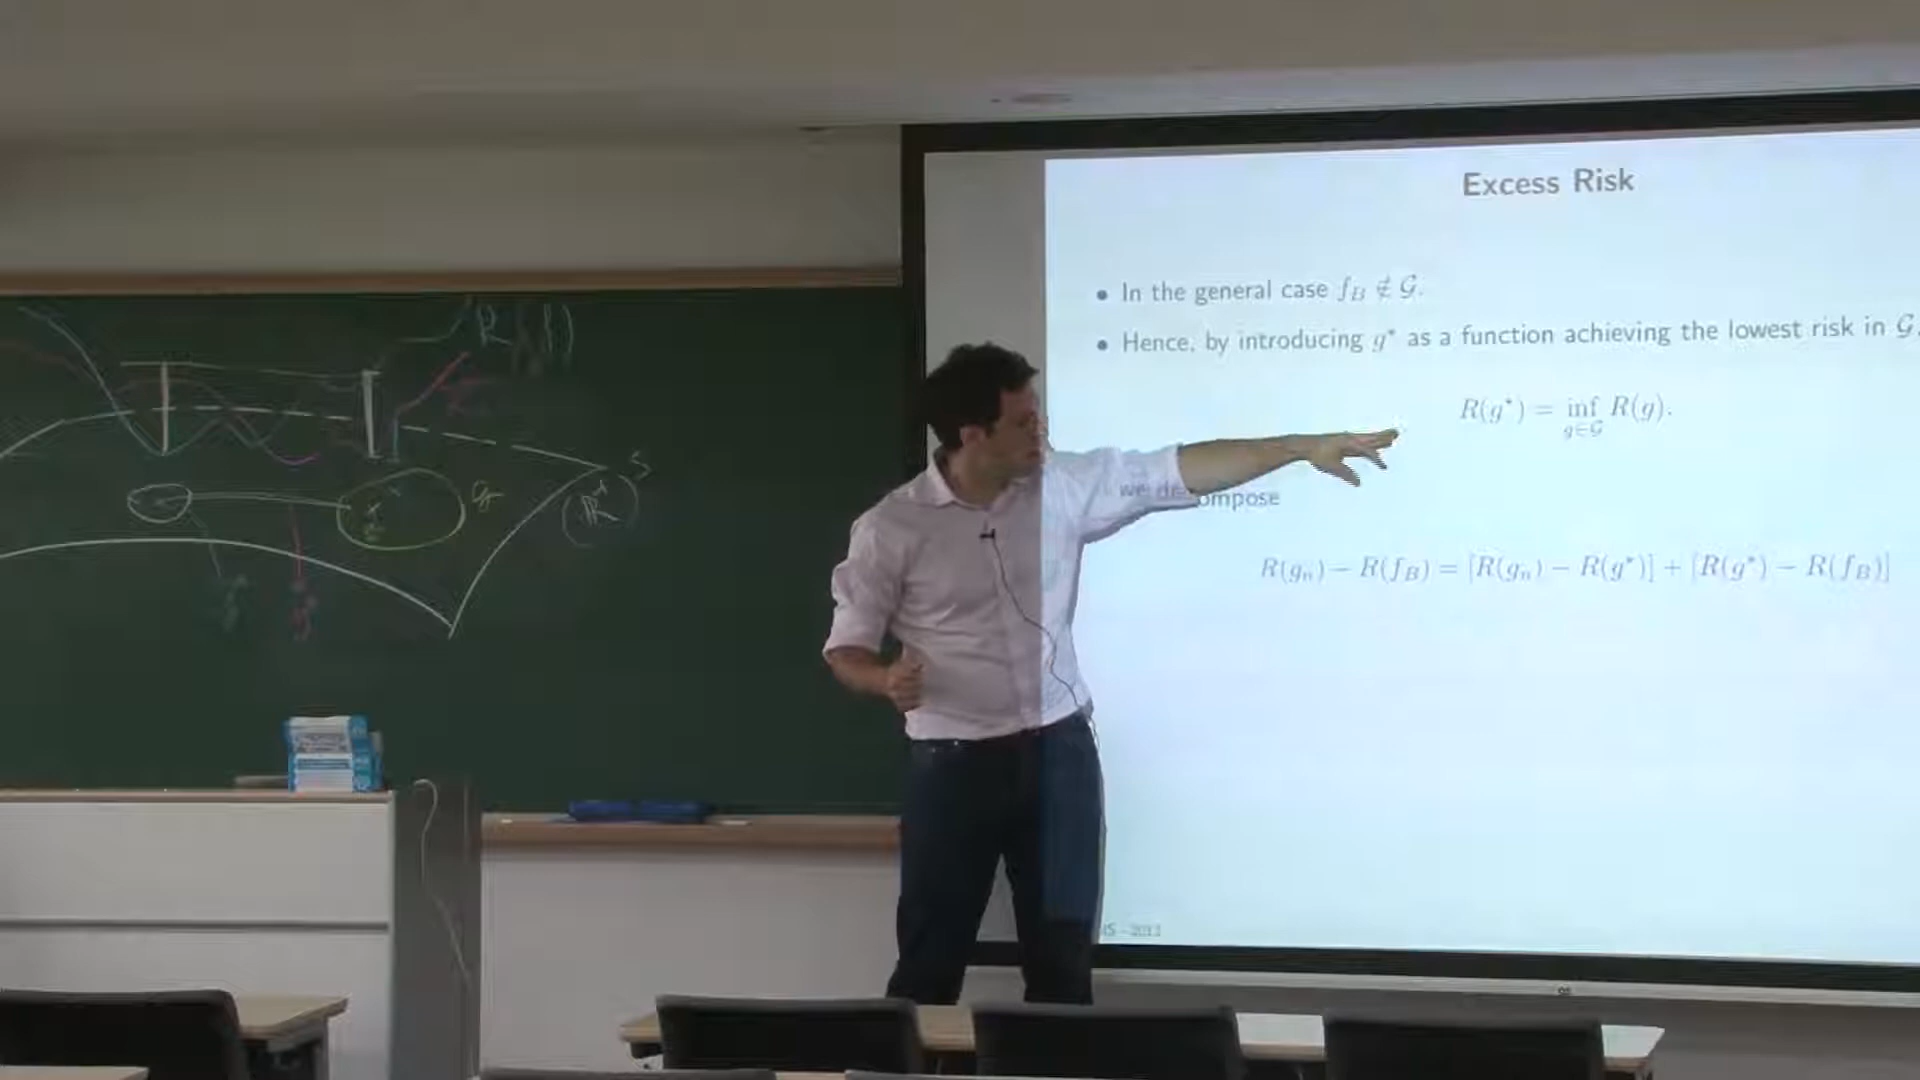 Excess Risk
• In the general case $f_B \notin \mathcal{G}$.
• Hence, by introducing $g^*$ as a function achieving the lowest risk in $\mathcal{G}$,
$R(g^*) = \inf_{g \in \mathcal{G}} R(g)$.
we decompose
$R(g_n) - R(f_B) = [R(g_n) - R(g^*)] + [R(g^*) - R(f_B)]$
- 2013
S